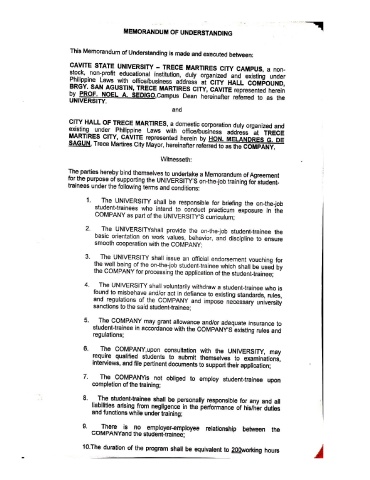 MEMORANDUM OF UNDERSTANDING
This Memorandum of Understanding is made and executed between:
CAVITE STATE UNIVERSITY – TRECE MARTIRES CITY CAMPUS, a non-
stock, non-profit educational institution, duly organized and existing under
Philippine Laws with office/business address at CITY HALL COMPOUND,
BRGY. SAN AGUSTIN, TRECE MARTIRES CITY, CAVITE represented herein
by PROF. NOEL A. SEDIGO,Campus Dean hereinafter referred to as the
UNIVERSITY.
and
CITY HALL OF TRECE MARTIRES, a domestic corporation duly organized and
existing under Philippine Laws with office/business address at TRECE
MARTIRES CITY, CAVITE represented herein by HON. MELANDRES G. DE
SAGUN, Trece Martires City Mayor, hereinafter referred to as the COMPANY.
Witnesseth:
The parties hereby bind themselves to undertake a Memorandum of Agreement
for the purpose of supporting the UNIVERSITY'S on-the-job training for student-
trainees under the following terms and conditions:
1. The UNIVERSITY shall be responsible for briefing the on-the-job
student-trainees who intend to conduct practicum exposure in the
COMPANY as part of the UNIVERSITY'S curriculum;
2. The UNIVERSITYshall provide the on-the-job student-trainee the
basic orientation on work values, behavior, and discipline to ensure
smooth cooperation with the COMPANY.
3. The UNIVERSITY shall issue an official endorsement vouching for
the well being of the on-the-job student-trainee which shall be used by
the COMPANY for processing the application of the student-trainee;
4. The UNIVERSITY shall voluntarily withdraw a student-trainee who is
found to misbehave and/or act in defiance to existing standards, rules,
and regulations of the COMPANY and impose necessary university
sanctions to the said student-trainee;
5. The COMPANY may grant allowance and/or adequate insurance to
student-trainee in accordance with the COMPANY'S existing rules and
regulations;
6. The COMPANY,upon consultation with the UNIVERSITY, may
require qualified students to submit themselves to examinations,
interviews, and file pertinent documents to support their application;
7. The COMPANYis not obliged to employ student-trainee upon
completion of the training;
8. The student-trainee shall be personally responsible for any and all
liabilities arising from negligence in the performance of his/her duties
and functions while under training;
9. There is no employer-employee relationship between the
COMPANYand the student-trainee;
10.The duration of the program shall be equivalent to 200working hours